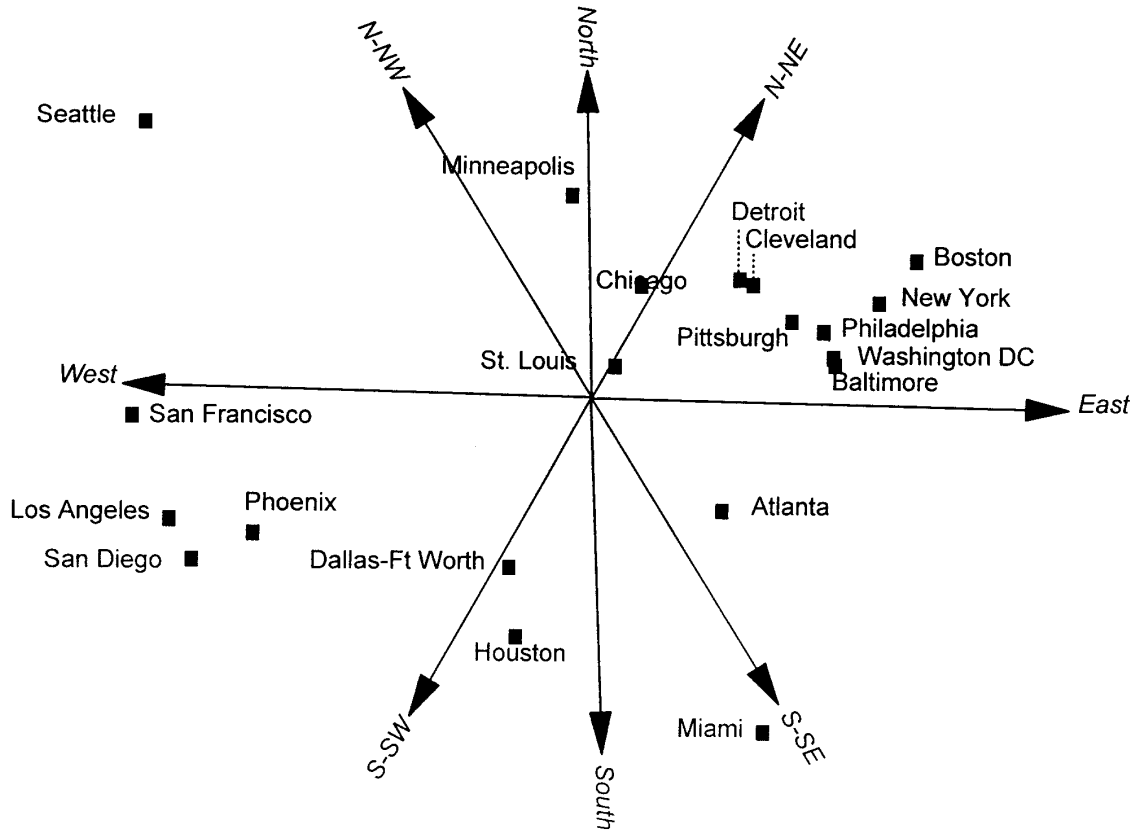 North
N-NW
N-NE
Seattle
Minneapolis
Detroit
Cleveland
Boston
Chicago
New York
Pittsburgh
Philadelphia
St. Louis
Washington DC
West
Baltimore
San Francisco
East
Los Angeles
Phoenix
Atlanta
San Diego
Dallas-Ft Worth
Houston
Miami
S-SW
S-SE
South